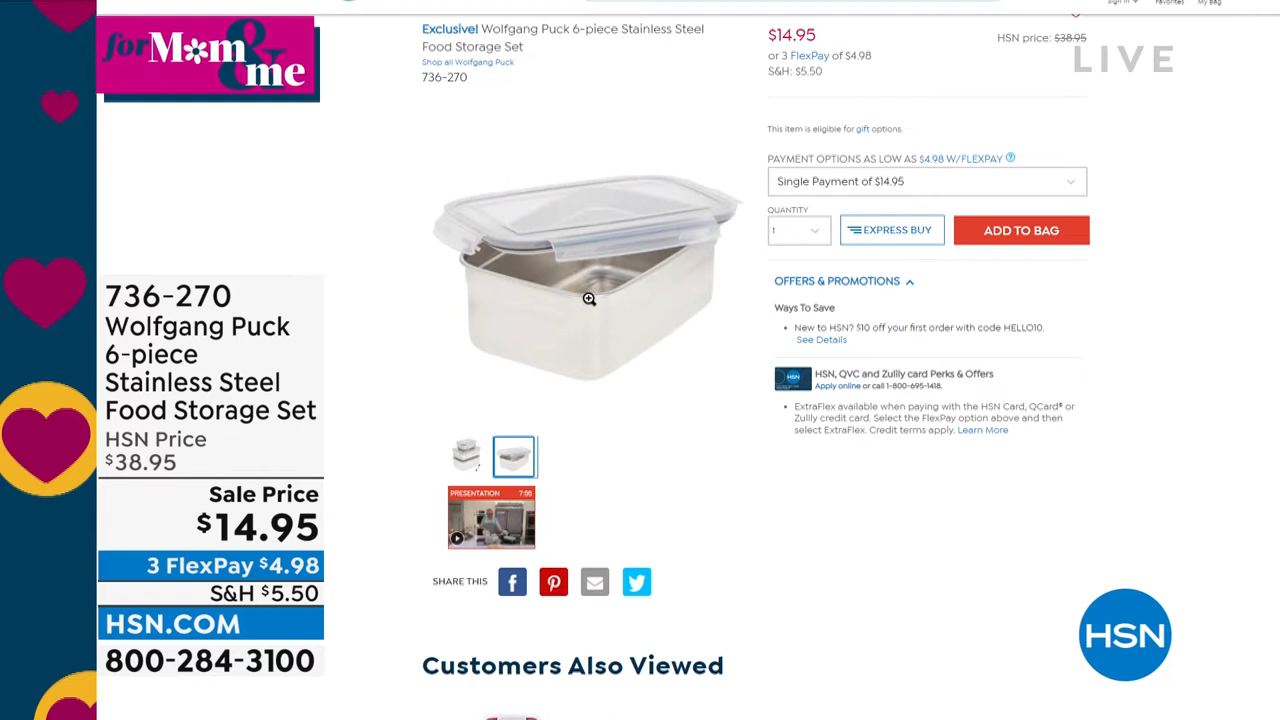 Sign In
Favorites
My Bag
for Mom
&
me
Exclusive! Wolfgang Puck 6-piece Stainless Steel
Food Storage Set
Shop all Wolfgang Puck
736-270
$14.95
HSN price: $38.95
or 3 FlexPay of $4.98
S&H: $5.50
LIVE
This item is eligible for gift options.
PAYMENT OPTIONS AS LOW AS $4.98 W/FLEXPAY ?
Single Payment of $14.95
QUANTITY
1
EXPRESS BUY
ADD TO BAG
OFFERS & PROMOTIONS
Ways To Save
• New to HSN? $10 off your first order with code HELLO10.
See Details
HSN
HSN, QVC and Zulily card Perks & Offers
Apply online or call 1-800-695-1418.
• ExtraFlex available when paying with the HSN Card, QCard® or
Zulily credit card. Select the FlexPay option above and then
select ExtraFlex. Credit terms apply. Learn More
736-270
Wolfgang Puck
6-piece
Stainless Steel
Food Storage Set
HSN Price
$38.95
Sale Price
$14.95
3 FlexPay $4.98
S&H $5.50
HSN.COM
800-284-3100
PRESENTATION 7:56
SHARE THIS
HSN
Customers Also Viewed